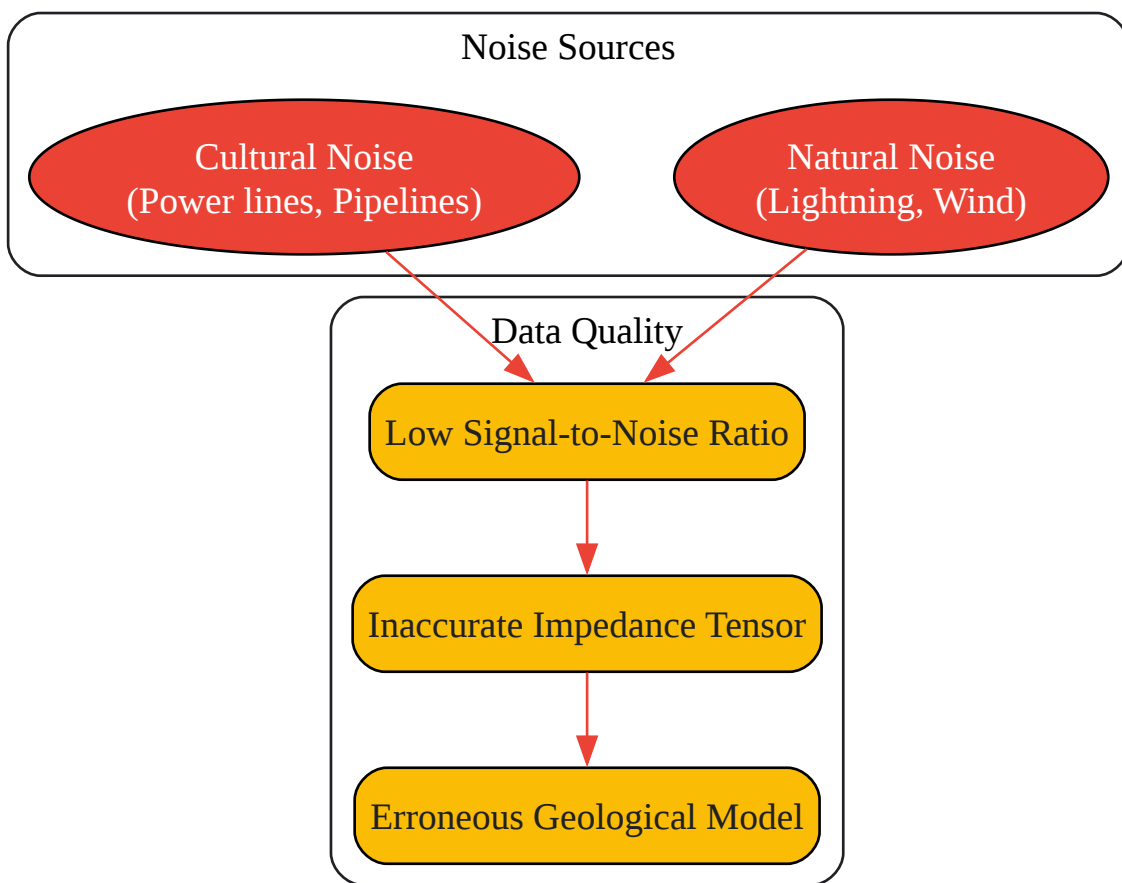 Noise Sources
Cultural Noise
(Power lines, Pipelines)
Natural Noise
(Lightning, Wind)
Data Quality
Low Signal-to-Noise Ratio
Inaccurate Impedance Tensor
Erroneous Geological Model